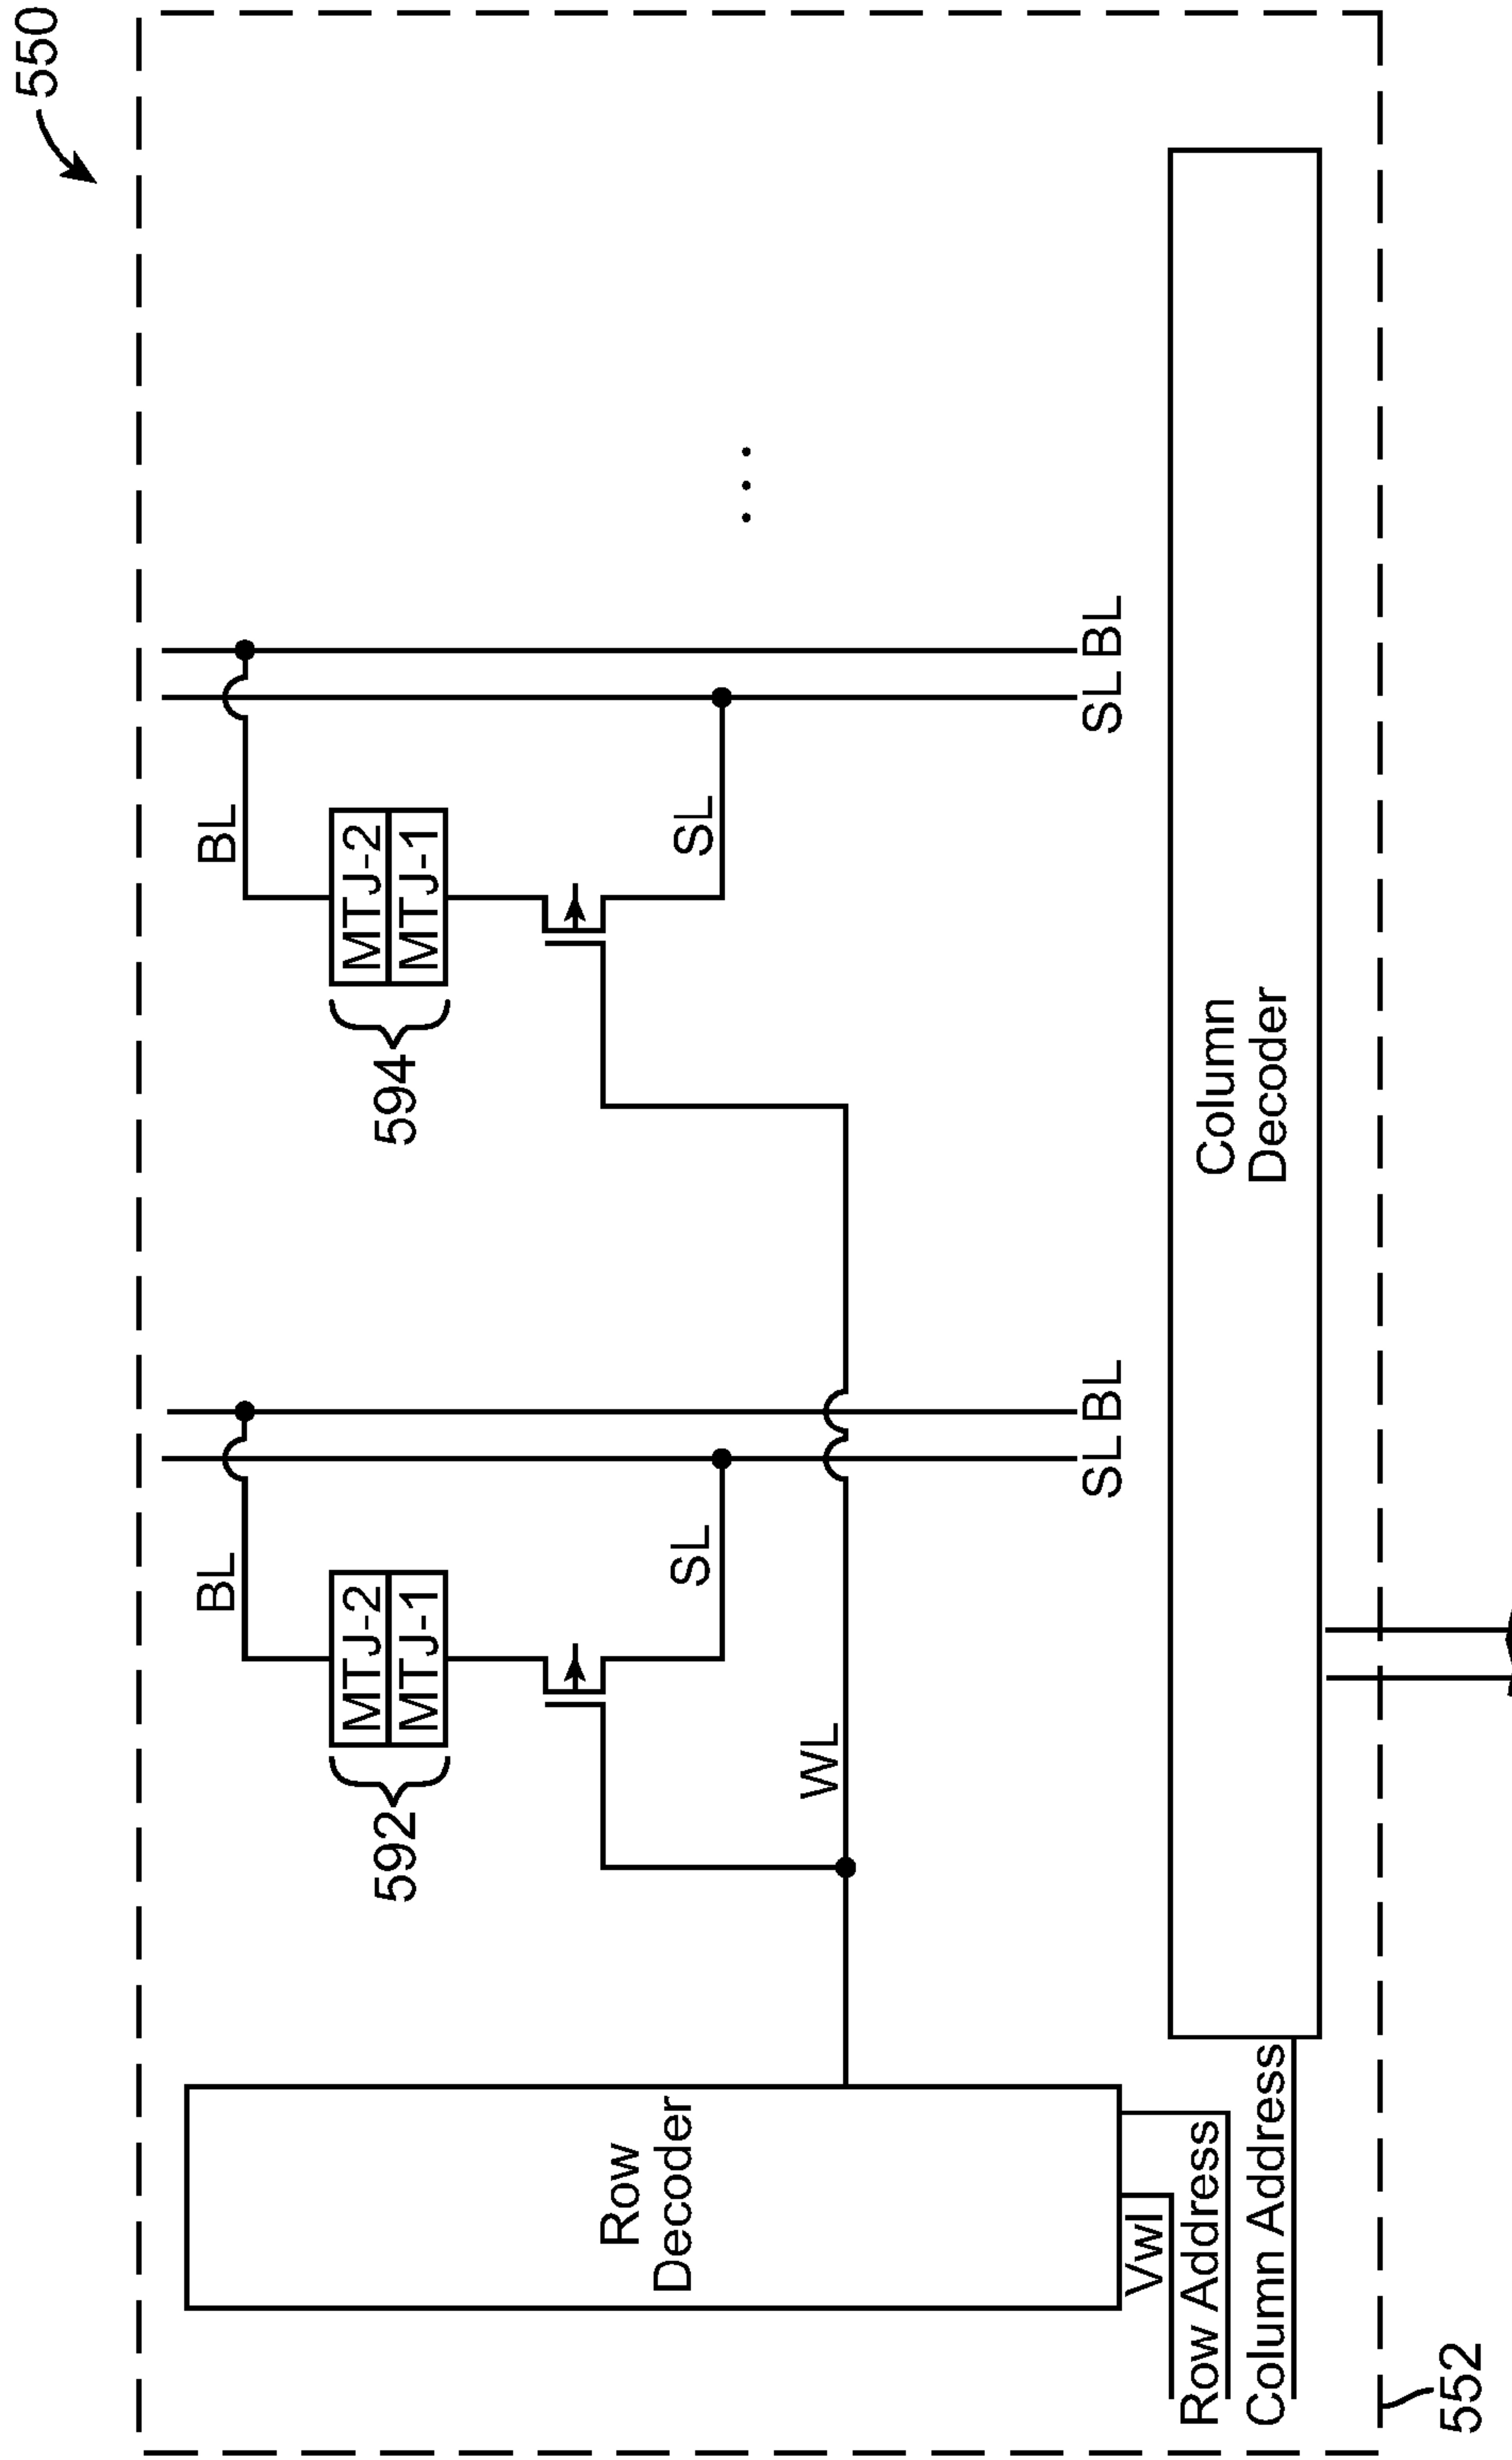 550
BL
BL
592
MTJ-2
MTJ-1
594
MTJ-2
MTJ-1
SL
SL
Row
Decoder
WL
SL
BL
SL
BL
Vwl
Row Address
Column Address
Column
Decoder
552